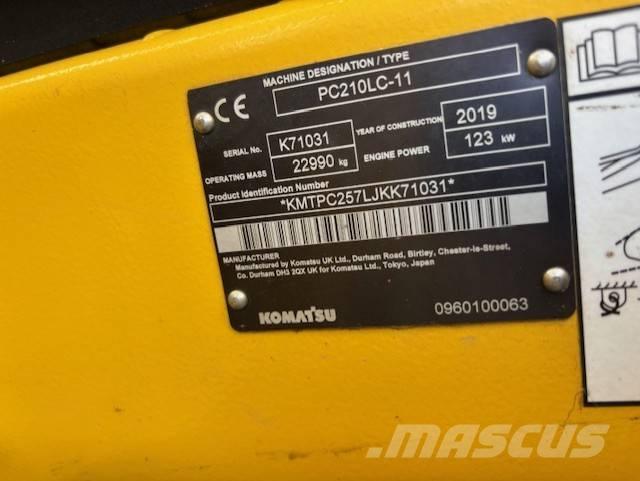 MACHINE DESIGNATION / TYPE
CE PC210LC-11
SERIAL No. K71031 YEAR OF CONSTRUCTION 2019
OPERATING MASS 22990 kg ENGINE POWER 123 kW
Product Identification Number
*KMTPC257LJKK71031*
MANUFACTURER
Manufactured by Komatsu UK Ltd., Durham Road, Birtley, Chester-le-Street,
Co. Durham DH3 2QX UK for Komatsu Ltd., Tokyo, Japan
KOMATSU 0960100063
MASCUS